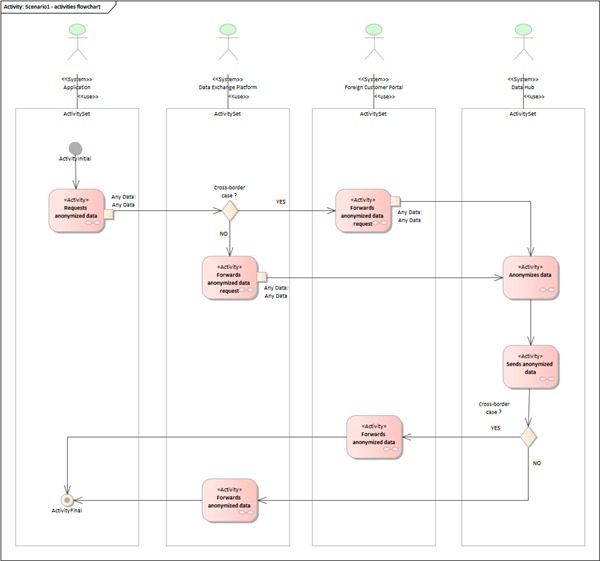 Activity: Scenario1 - activities flowchart
<<System>>
Application
<<use>>
<<System>>
Data Exchange Platform
<<use>>
<<System>>
Foreign Customer Portal
<<use>>
<<System>>
Data Hub
<<use>>
ActivitySet
ActivitySet
ActivitySet
ActivitySet
ActivityInitial
«Activity»
Requests
anonymized data
Any Data:
Any Data
Cross-border
case ?
YES
NO
«Activity»
Forwards
anonymized data
request
Any Data:
Any Data
«Activity»
Forwards
anonymized data
request
Any Data:
Any Data
«Activity»
Anonymizes data
«Activity»
Sends anonymized
data
Cross-border
case ?
YES
NO
«Activity»
Forwards
anonymized data
«Activity»
Forwards
anonymized data
ActivityFinal